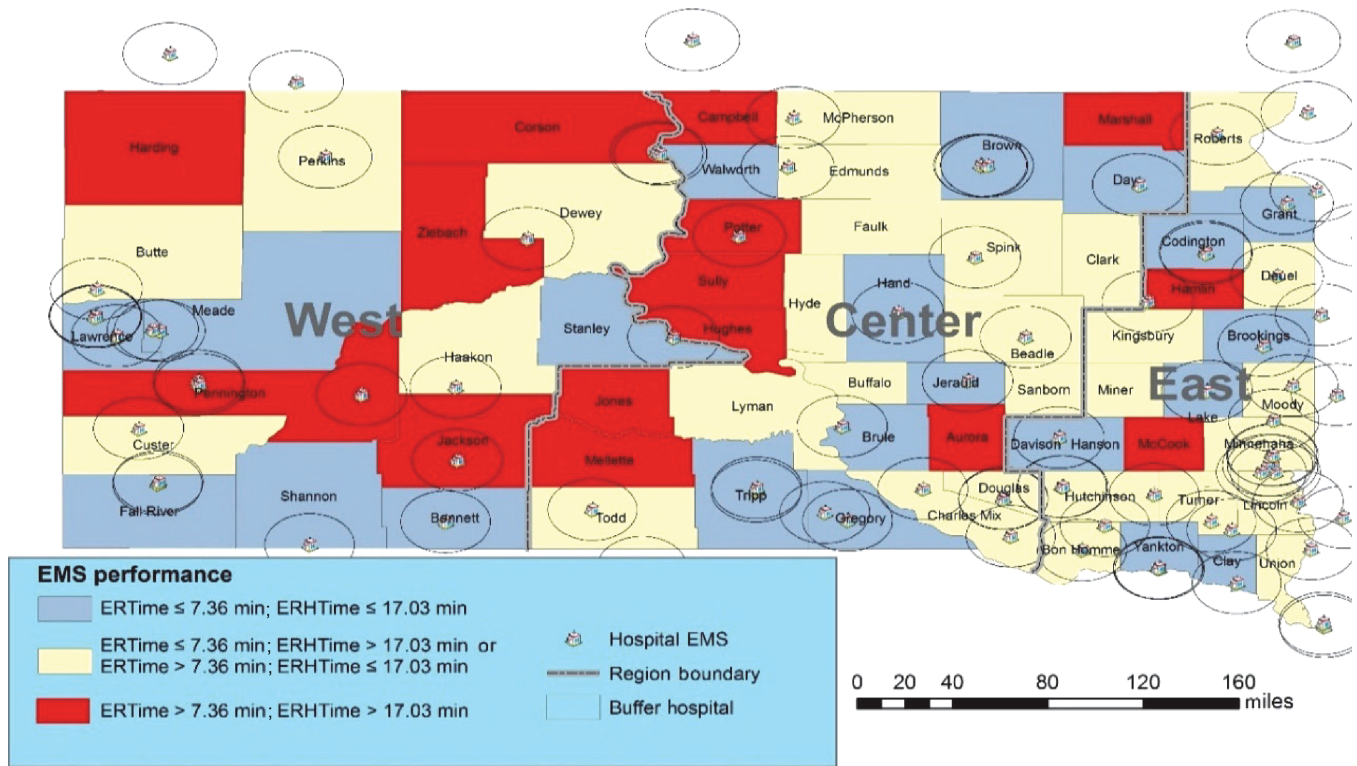 Harding
Perkins
Corson
Campbell
McPherson
Brown
Marshall
Roberts
Walworth
Edmunds
Day
Grant
Butte
Ziebach
Dewey
Potter
Faulk
Spink
Clark
Codington
Deuel
Hamlin
Meade
West
Lawrence
Stanley
Sully
Hughes
Hyde
Hand
Center
Beadle
Kingsbury
Brookings
Haakon
Pennington
Jones
Lyman
Buffalo
Jerauld
Sanborn
Miner
East
Lake
Moody
Custer
Jackson
Mellette
Brule
Aurora
Davison
Hanson
McCook
Minnehaha
Fall River
Shannon
Bennett
Todd
Tripp
Gregory
Charles Mix
Douglas
Hutchinson
Turner
Lincoln
Bon Homme
Yankton
Clay
Union
EMS performance
ERTime ≤ 7.36 min; ERHTime ≤ 17.03 min
ERTime ≤ 7.36 min; ERHTime > 17.03 min or
ERTime > 7.36 min; ERHTime ≤ 17.03 min
ERTime > 7.36 min; ERHTime > 17.03 min
Hospital EMS
Region boundary
Buffer hospital
0 20 40 80 120 160
miles